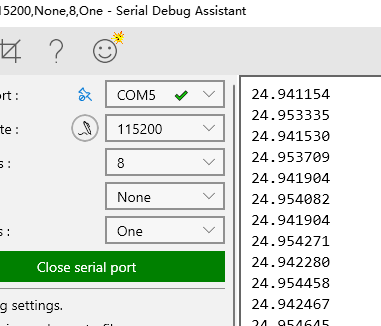 15200,None,8,One - Serial Debug Assistant
ort :
COM5
te :
115200
s :
8
None
s :
One
Close serial port
g settings.
24.941154
24.953335
24.941530
24.953709
24.941904
24.954082
24.941904
24.954271
24.942280
24.954458
24.942467
24.954645